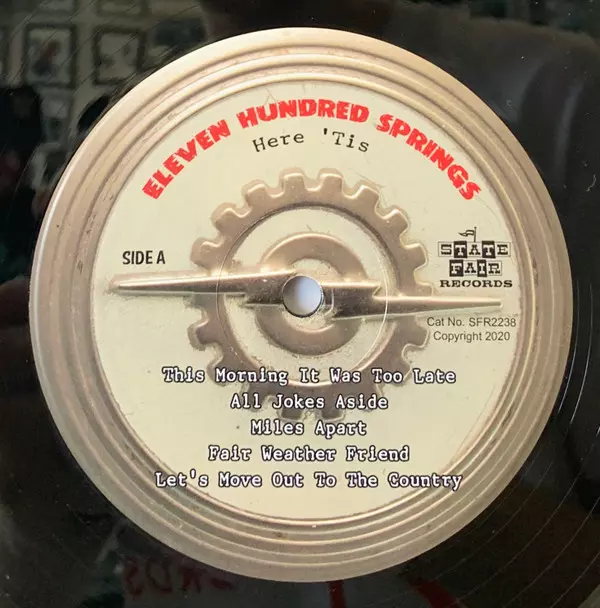 ELEVEN HUNDRED SPRINGS
Here 'Tis
SIDE A
STATE
FAIR
RECORDS
Cat No. SFR2238
Copyright 2020
This Morning It Was Too Late
All Jokes Aside
Miles Apart
Fair Weather Friend
Let's Move Out To The Country